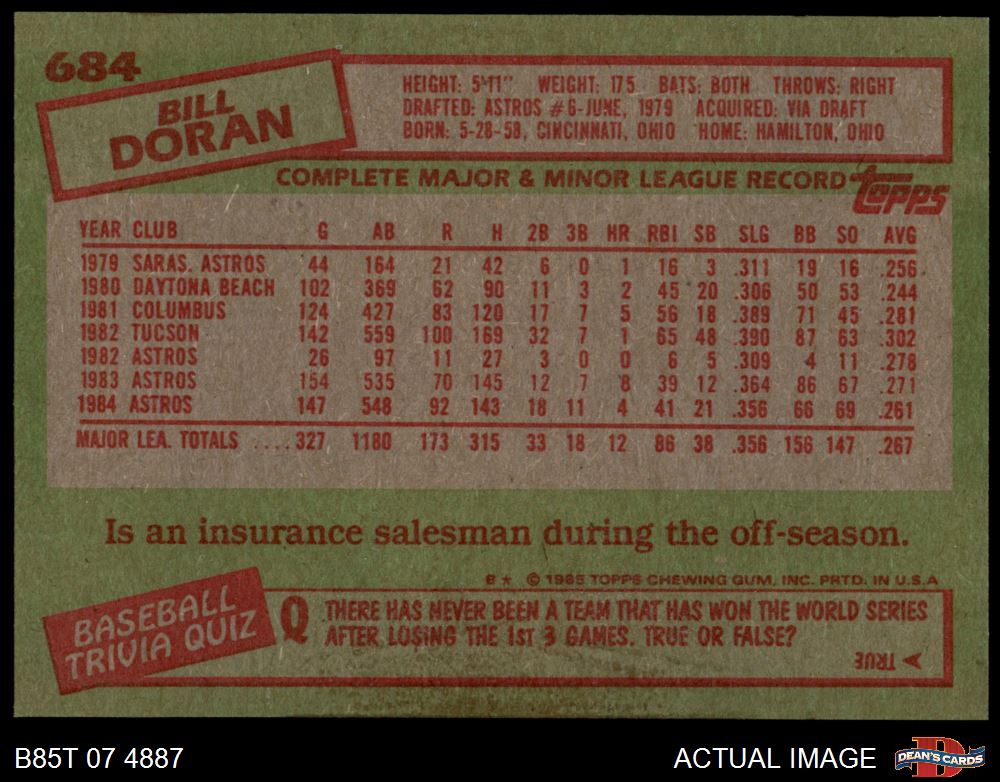 684
BILL
DORAN
HEIGHT: 5'11" WEIGHT: 175 BATS: BOTH THROWS: RIGHT
DRAFTED: ASTROS #6-JUNE, 1979 ACQUIRED: VIA DRAFT
BORN: 5-28-58, CINCINNATI, OHIO HOME: HAMILTON, OHIO
COMPLETE MAJOR & MINOR LEAGUE RECORD topps
YEAR CLUB G AB R H 2B 3B HR RBI SB SLG BB SO AVG
1979 SARAS. ASTROS 44 164 21 42 6 0 1 16 3 .311 19 16 .256
1980 DAYTONA BEACH 102 369 62 90 11 3 2 45 20 .306 50 53 .244
1981 COLUMBUS 124 427 83 120 17 7 5 56 18 .389 71 45 .281
1982 TUCSON 142 559 100 169 32 7 1 65 48 .390 87 63 .302
1982 ASTROS 26 97 11 27 3 0 0 6 5 .309 4 11 .278
1983 ASTROS 154 535 70 145 12 7 8 39 12 .364 86 67 .271
1984 ASTROS 147 548 92 143 18 11 4 41 21 .356 66 69 .261
MAJOR LEA. TOTALS ....327 1180 173 315 33 18 12 86 38 .356 156 147 .267
Is an insurance salesman during the off-season.
B* © 1985 TOPPS CHEWING GUM, INC. PRTD. IN U.S.A
BASEBALL
TRIVIA QUIZ
Q THERE HAS NEVER BEEN A TEAM THAT HAS WON THE WORLD SERIES
AFTER LOSING THE 1st 3 GAMES. TRUE OR FALSE?
TRUE
B85T 07 4887
ACTUAL IMAGE
D
DEAN'S CARDS